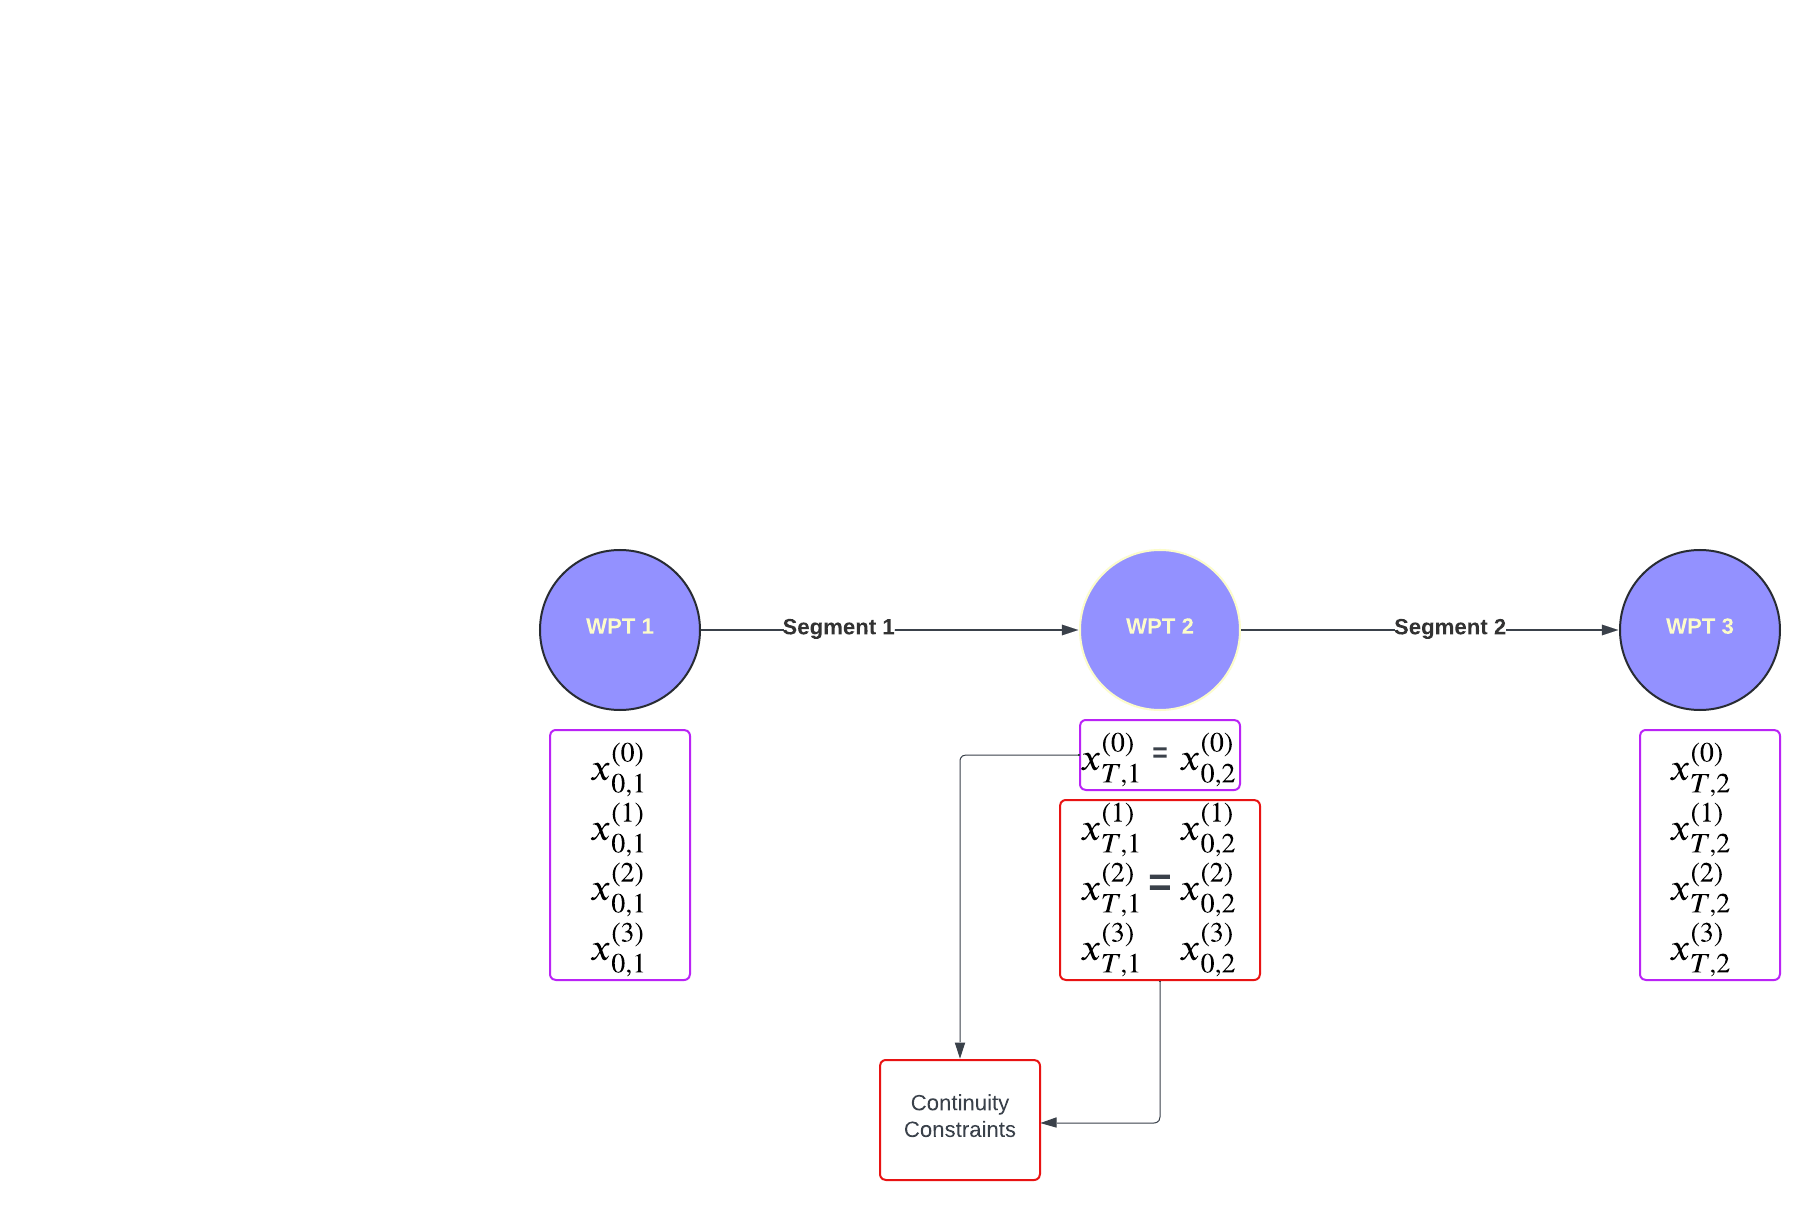 WPT 1
Segment 1
WPT 2
Segment 2
WPT 3
x_{0,1}^{(0)}
x_{0,1}^{(1)}
x_{0,1}^{(2)}
x_{0,1}^{(3)}
x_{T,1}^{(0)} = x_{0,2}^{(0)}
x_{T,1}^{(1)} x_{0,2}^{(1)}
x_{T,1}^{(2)} = x_{0,2}^{(2)}
x_{T,1}^{(3)} x_{0,2}^{(3)}
x_{T,2}^{(0)}
x_{T,2}^{(1)}
x_{T,2}^{(2)}
x_{T,2}^{(3)}
Continuity
Constraints